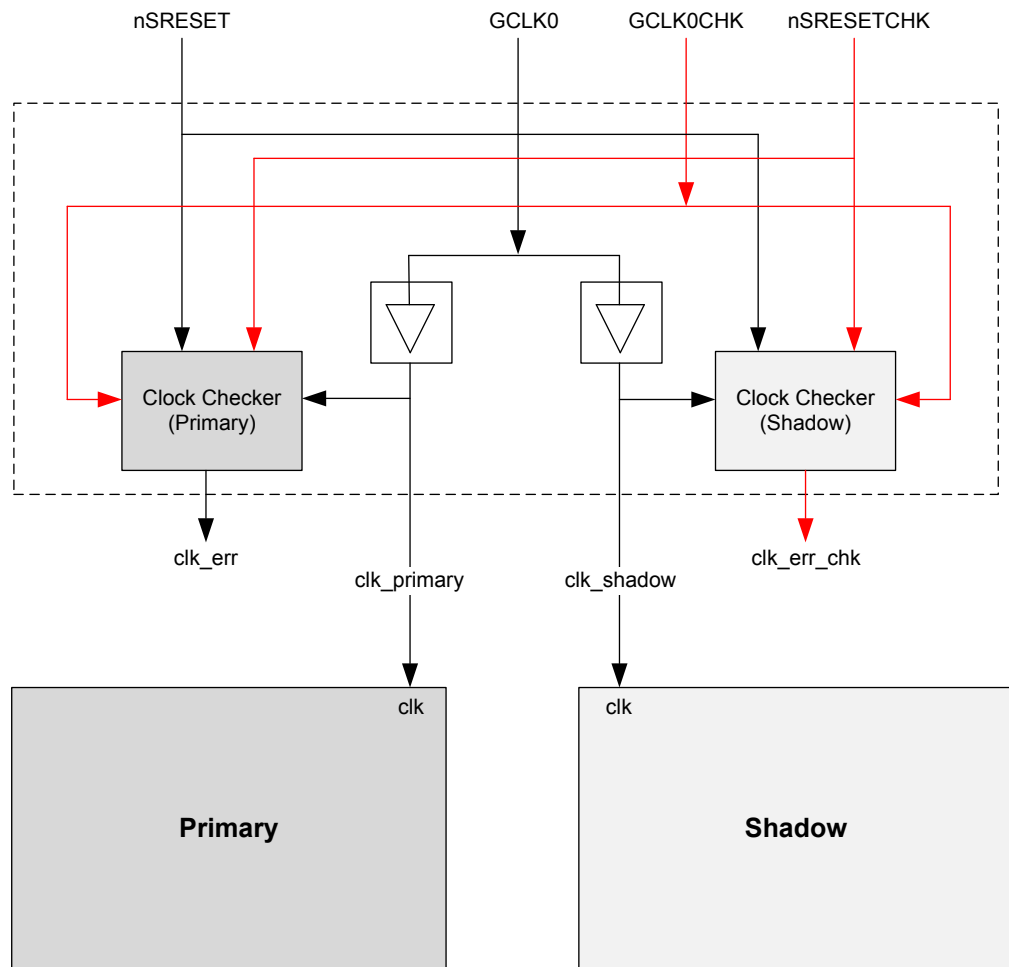 nSRESET
GCLK0
GCLK0CHK
nSRESETCHK
Clock Checker
(Primary)
Clock Checker
(Shadow)
clk_err
clk_err_chk
clk_primary
clk_shadow
clk
clk
Primary
Shadow